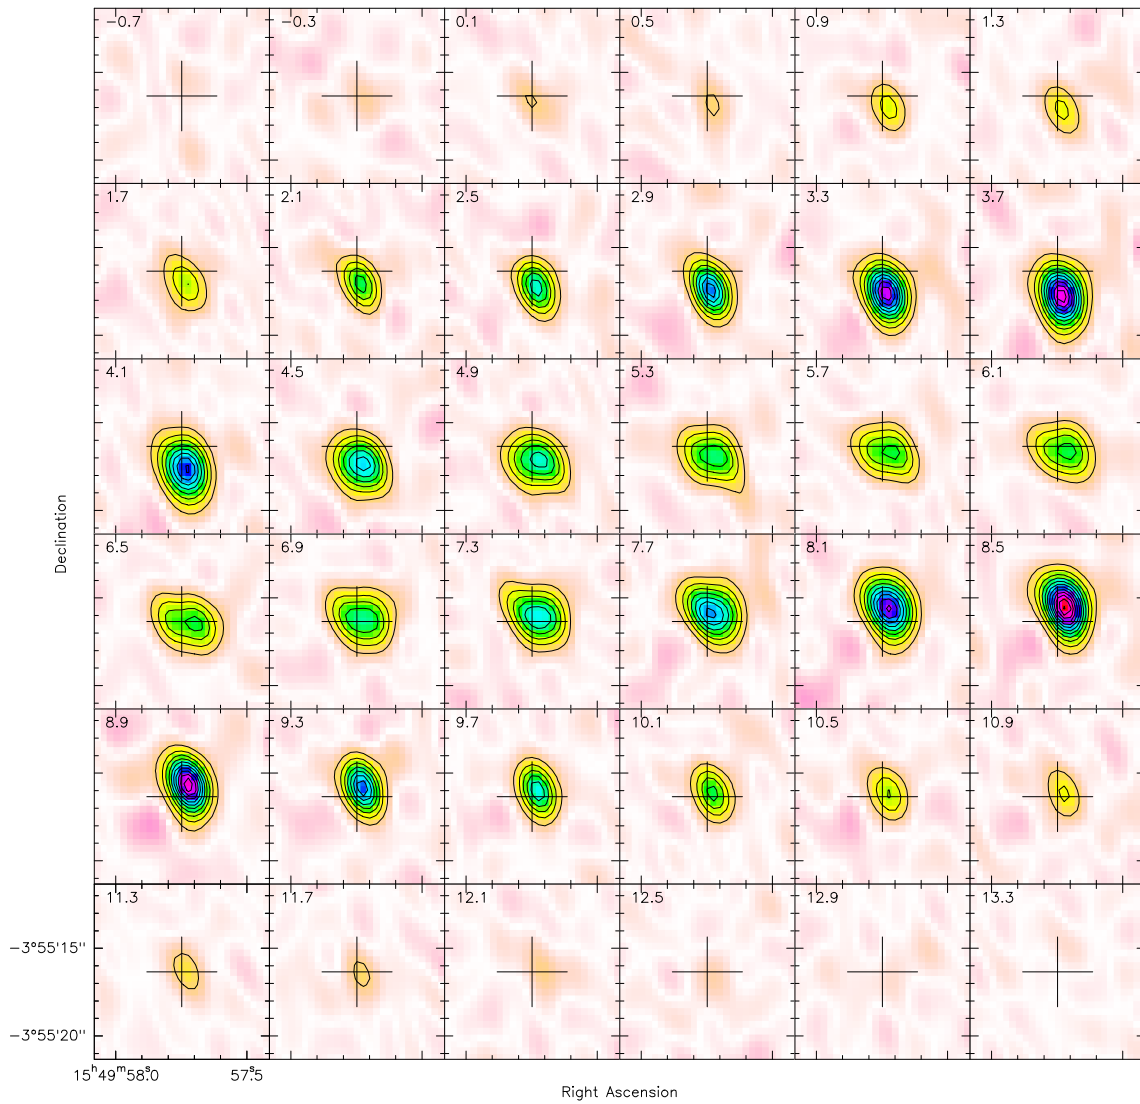 −0.7 −0.3 0.1 0.5 0.9 1.3
1.7 2.1 2.5 2.9 3.3 3.7
4.1 4.5 4.9 5.3 5.7 6.1
Declination
6.5 6.9 7.3 7.7 8.1 8.5
8.9 9.3 9.7 10.1 10.5 10.9
11.3 11.7 12.1 12.5 12.9 13.3
−3°55'15"
−3°55'20"
15ʰ49ᵐ58ˢ.0 57ˢ.5
Right Ascension